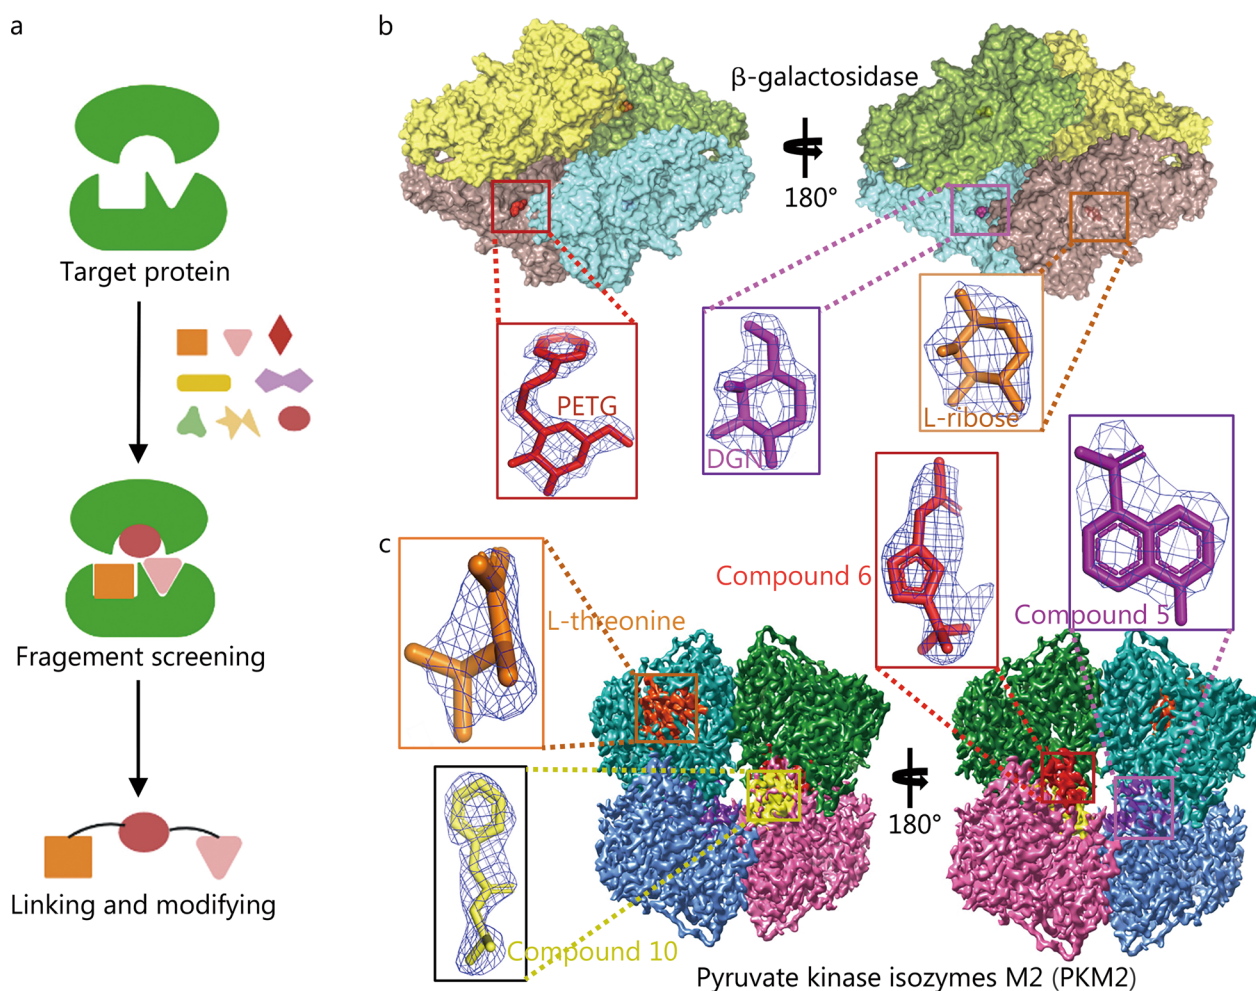 a
Target protein
Fragement screening
Linking and modifying
b
β-galactosidase
180°
PETG
DGN
L-ribose
c
L-threonine
Compound 6
Compound 5
Compound 10
180°
Pyruvate kinase isozymes M2 (PKM2)